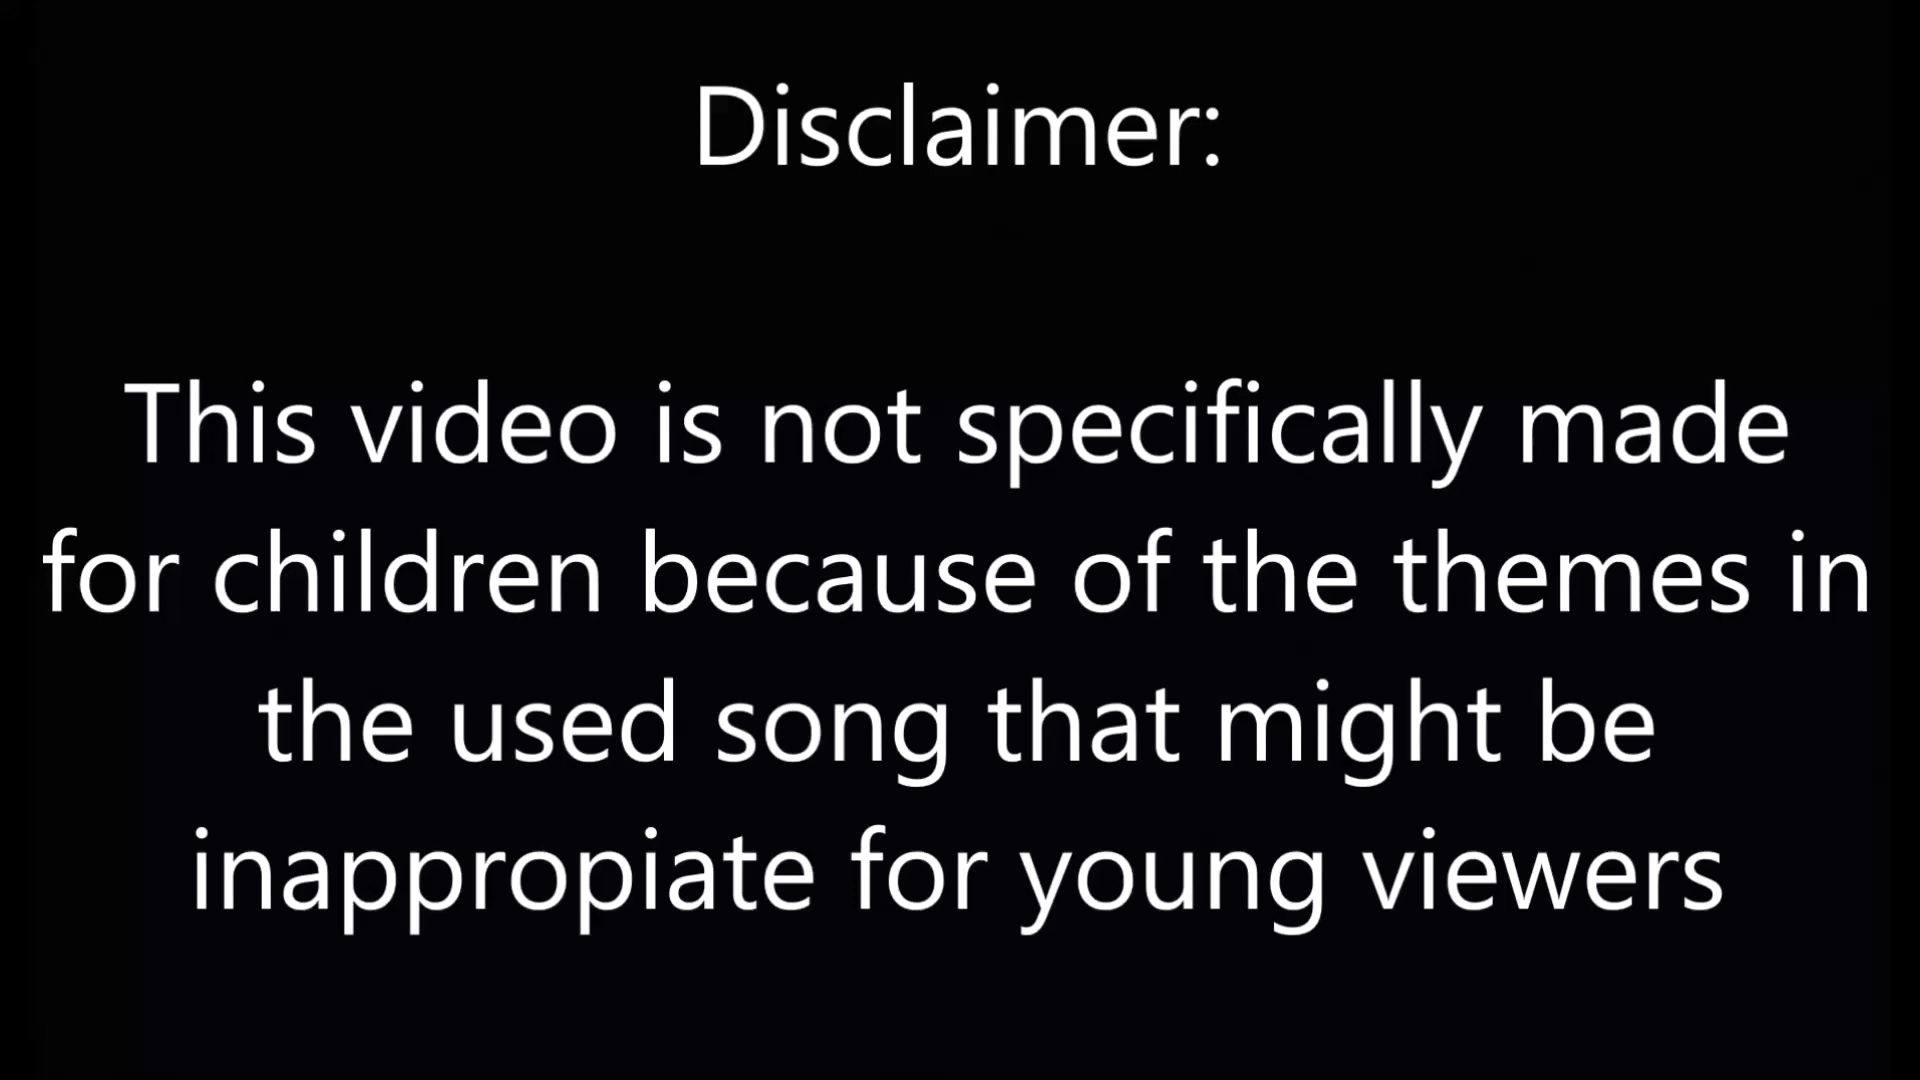 Disclaimer:
This video is not specifically made
for children because of the themes in
the used song that might be
inappropiate for young viewers